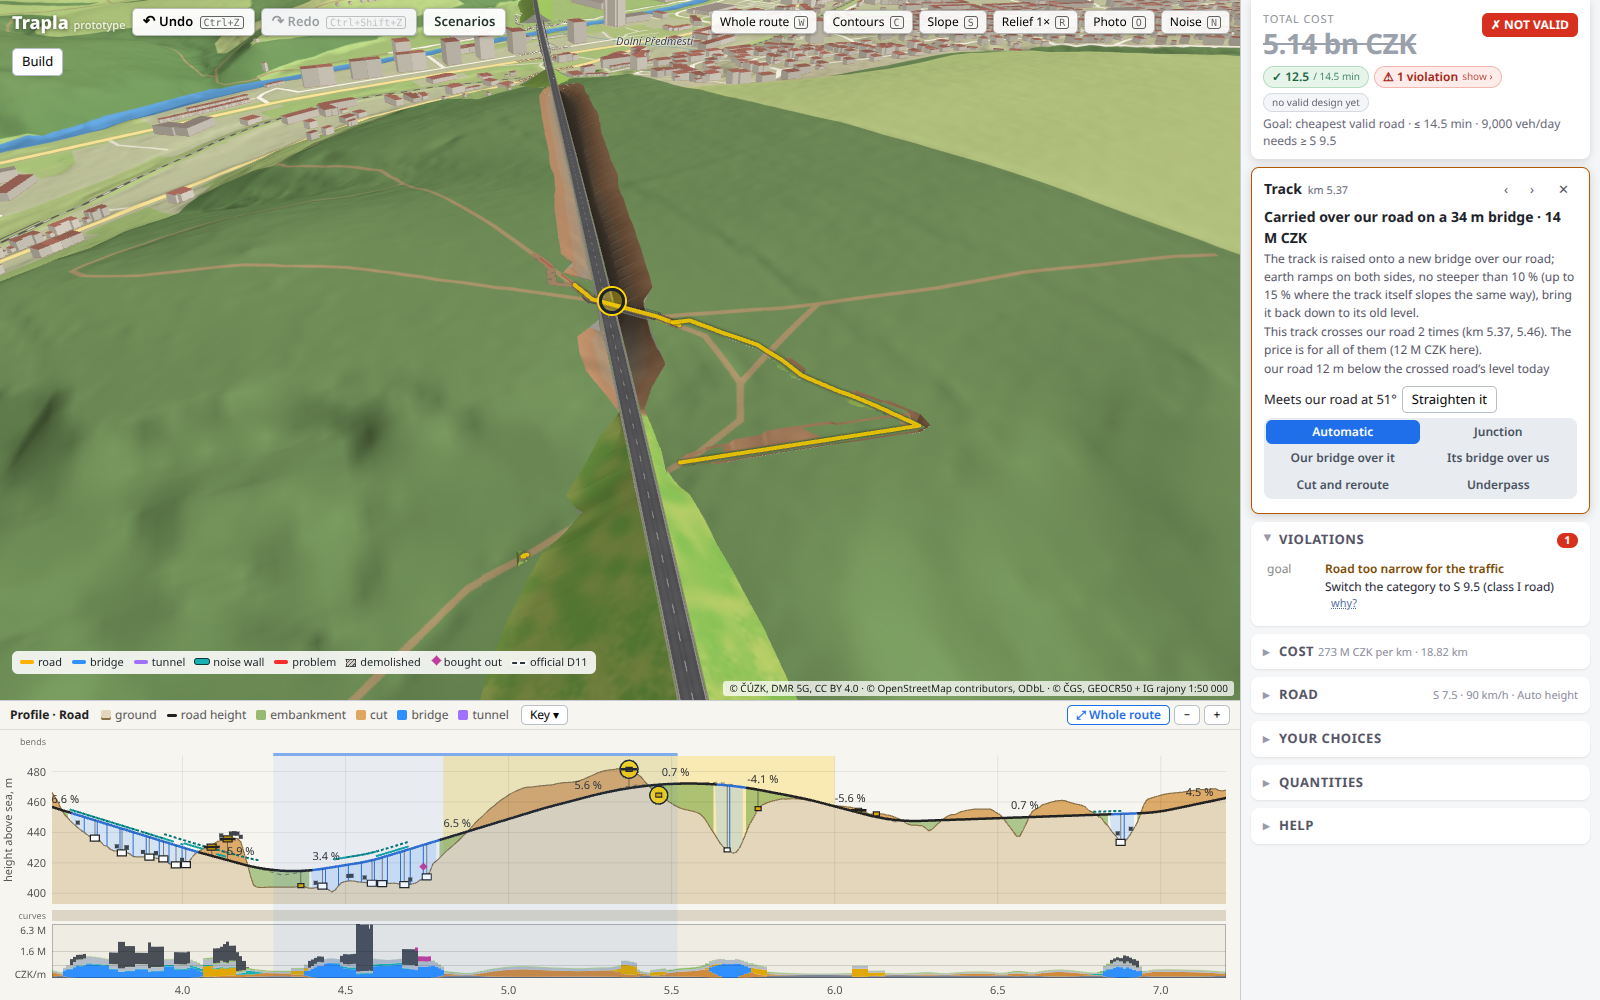 Trapla prototype
↶ Undo Ctrl+Z
↷ Redo Ctrl+Shift+Z
Scenarios
Whole route W
Contours C
Slope S
Relief 1× R
Photo O
Noise N
Build
Dolní Předměstí
road
bridge
tunnel
noise wall
problem
demolished
bought out
official D11
© ČÚZK, DMR 5G, CC BY 4.0 · © OpenStreetMap contributors, ODbL · © ČGS, GEOCR50 + IG rajony 1:50 000
Profile · Road
ground
road height
embankment
cut
bridge
tunnel
Key ▾
⤢ Whole route
−
+
bends
height above sea, m
480
460
440
420
400
5.6 %
5.9 %
3.4 %
6.5 %
5.6 %
0.7 %
-4.1 %
-5.6 %
0.7 %
4.5 %
curves
6.3 M
1.6 M
CZK/m
4.0
4.5
5.0
5.5
6.0
6.5
7.0
TOTAL COST
5.14 bn CZK
✗ NOT VALID
✓ 12.5 / 14.5 min
⚠ 1 violation show ›
no valid design yet
Goal: cheapest valid road · ≤ 14.5 min · 9,000 veh/day
needs ≥ S 9.5
Track km 5.37
‹ › ✕
Carried over our road on a 34 m bridge · 14
M CZK
The track is raised onto a new bridge over our road;
earth ramps on both sides, no steeper than 10 % (up to
15 % where the track itself slopes the same way), bring
it back down to its old level.
This track crosses our road 2 times (km 5.37, 5.46). The
price is for all of them (12 M CZK here).
our road 12 m below the crossed road's level today
Meets our road at 51° Straighten it
Automatic
Junction
Our bridge over it
Its bridge over us
Cut and reroute
Underpass
▼ VIOLATIONS 1
goal
Road too narrow for the traffic
Switch the category to S 9.5 (class I road)
why?
▶ COST 273 M CZK per km · 18.82 km
▶ ROAD S 7.5 · 90 km/h · Auto height
▶ YOUR CHOICES
▶ QUANTITIES
▶ HELP